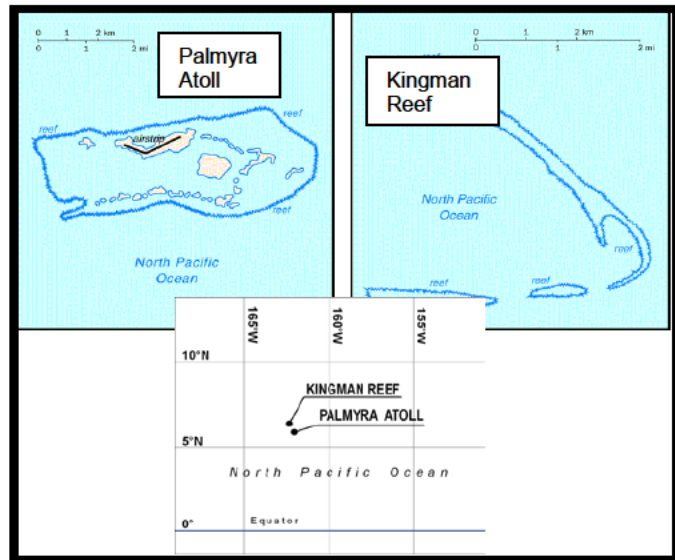 0 1 2 km
0 1 2 mi
Palmyra
Atoll
reef
airstrip
reef
North Pacific
Ocean
0 1 2 km
0 1 2 mi
Kingman
Reef
North Pacific
Ocean
reef
reef
reef
165°W
160°W
155°W
10°N
KINGMAN REEF
PALMYRA ATOLL
5°N
North Pacific Ocean
0°
Equator